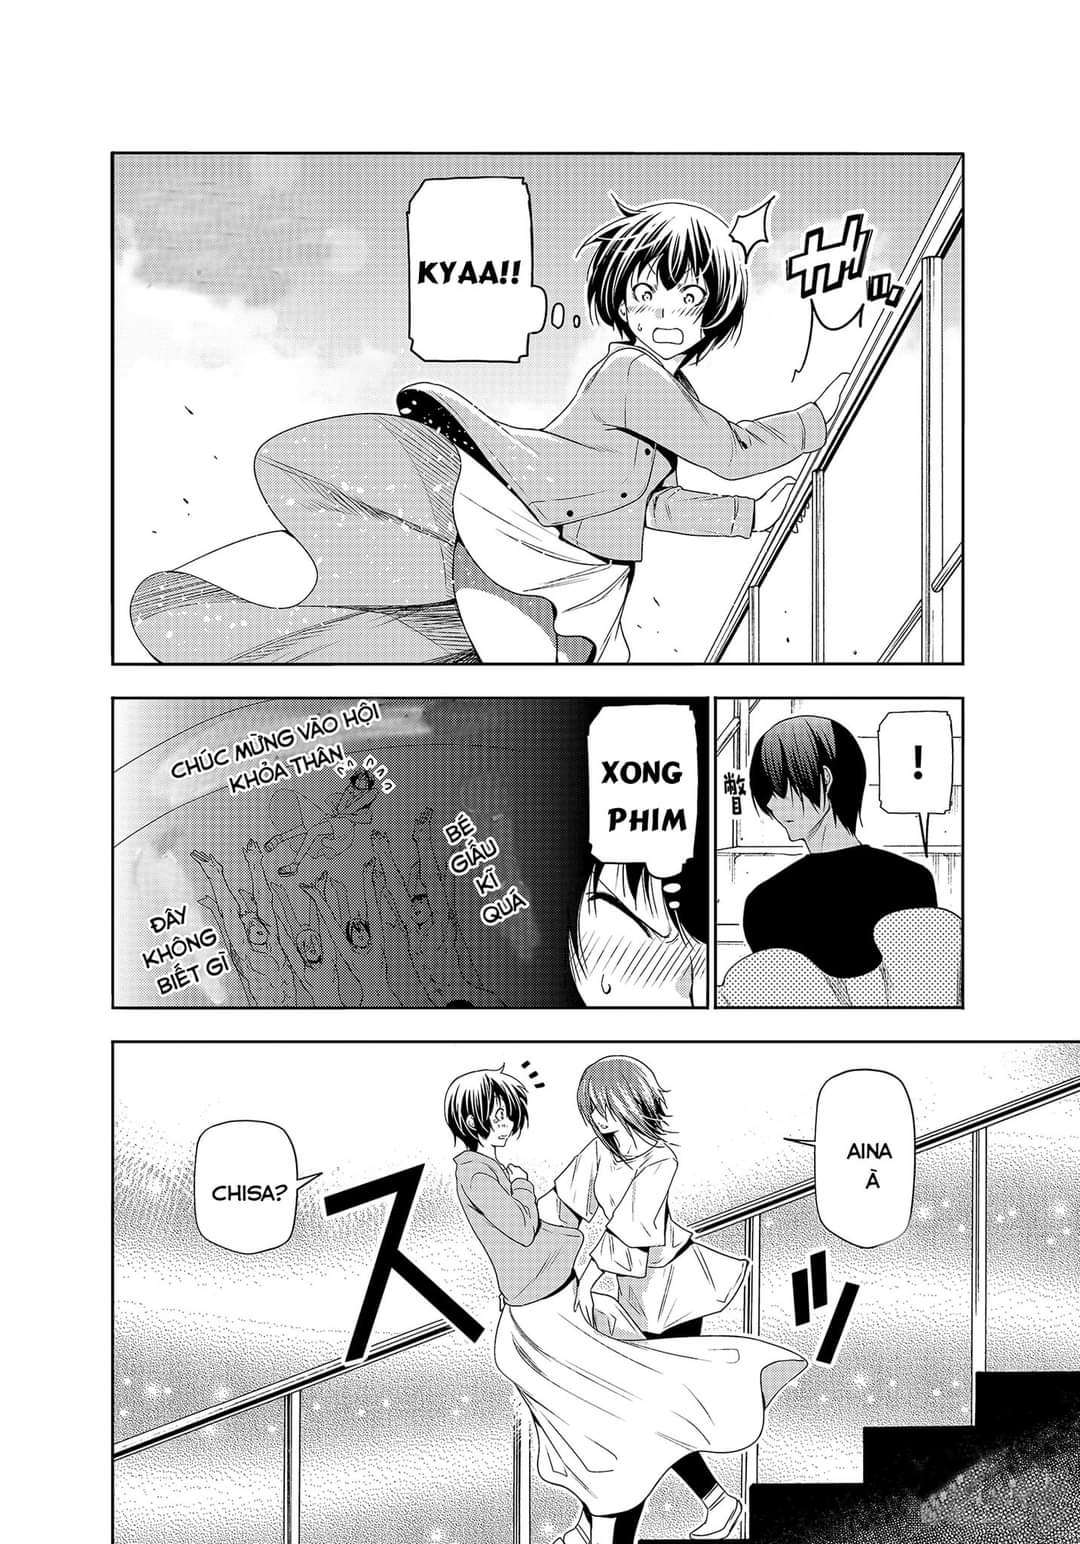 KYAA!!
ガ
!
瞥
XONG
PHIM
CHÚC MỪNG VÀO HỘI
KHỎA THÂN
BÉ
GIẤU
KĨ
QUÁ
ĐÂY
KHÔNG
BIẾT GÌ
AINA
À
CHISA?
スッ